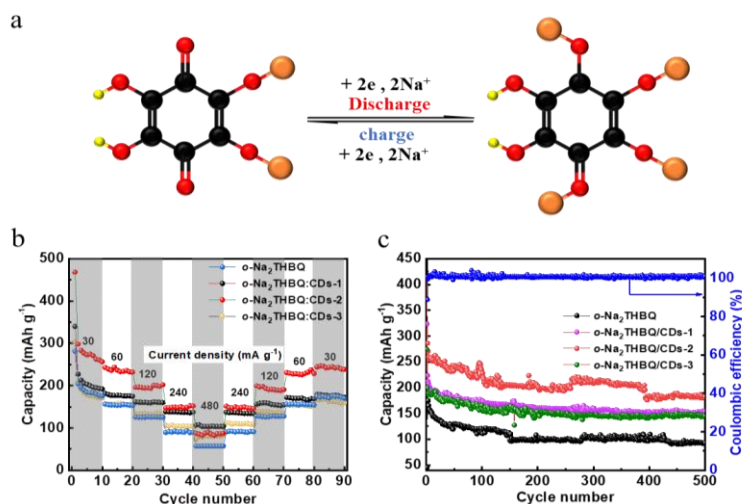 a
+ 2e , 2Na⁺
Discharge
charge
+ 2e , 2Na⁺
b
500
400
300
200
100
0
0 10 20 30 40 50 60 70 80 90
Cycle number
Capacity (mAh g⁻¹)
o-Na₂THBQ
o-Na₂THBQ:CDs-1
o-Na₂THBQ:CDs-2
o-Na₂THBQ:CDs-3
Current density (mA g⁻¹)
30
60
120
240
480
240
120
60
30
c
450
400
350
300
250
200
150
100
50
0 100 200 300 400 500
Cycle number
Capacity (mAh g⁻¹)
o-Na₂THBQ
o-Na₂THBQ/CDs-1
o-Na₂THBQ/CDs-2
o-Na₂THBQ/CDs-3
100
80
60
40
20
0
Coulombic efficiency (%)